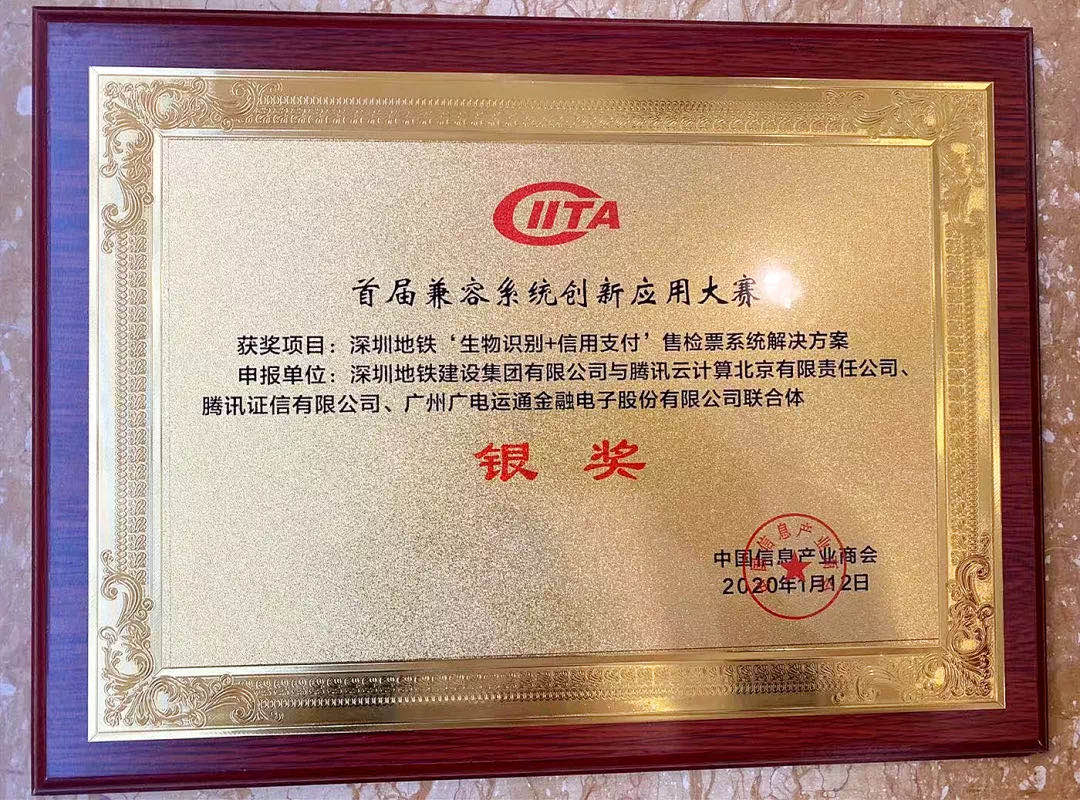 CIITA
首届兼容系统创新应用大赛
获奖项目：深圳地铁‘生物识别+信用支付’售检票系统解决方案
申报单位：深圳地铁建设集团有限公司与腾讯云计算北京有限责任公司、
腾讯证信有限公司、广州广电运通金融电子股份有限公司联合体
银奖
中国信息产业商会
2020年1月12日